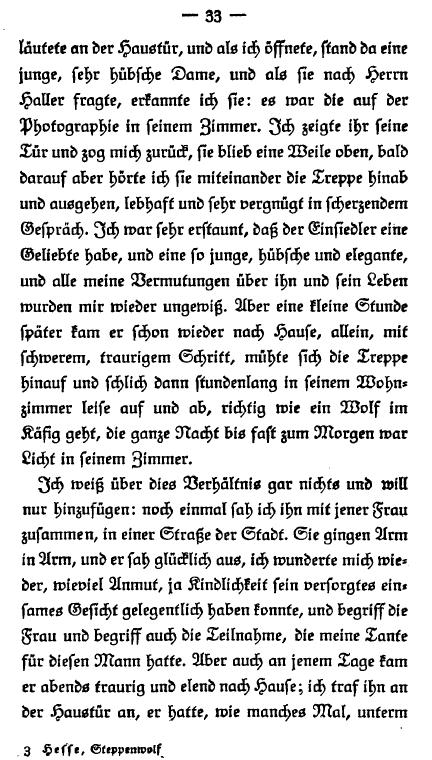 — 33 —
läutete an der Haustür, und als ich öffnete, stand da eine
junge, sehr hübsche Dame, und als sie nach Herrn
Haller fragte, erkannte ich sie: es war die auf der
Photographie in seinem Zimmer. Ich zeigte ihr seine
Tür und zog mich zurück, sie blieb eine Weile oben, bald
darauf aber hörte ich sie miteinander die Treppe hinab
und ausgehen, lebhaft und sehr vergnügt in scherzendem
Gespräch. Ich war sehr erstaunt, daß der Einsiedler eine
Geliebte habe, und eine so junge, hübsche und elegante,
und alle meine Vermutungen über ihn und sein Leben
wurden mir wieder ungewiß. Aber eine kleine Stunde
später kam er schon wieder nach Hause, allein, mit
schwerem, traurigem Schritt, mühte sich die Treppe
hinauf und schlich dann stundenlang in seinem Wohn-
zimmer leise auf und ab, richtig wie ein Wolf im
Käfig geht, die ganze Nacht bis fast zum Morgen war
Licht in seinem Zimmer.
Ich weiß über dies Verhältnis gar nichts und will
nur hinzufügen: noch einmal sah ich ihn mit jener Frau
zusammen, in einer Straße der Stadt. Sie gingen Arm
in Arm, und er sah glücklich aus, ich wunderte mich wie-
der, wieviel Anmut, ja Kindlichkeit sein versorgtes ein-
sames Gesicht gelegentlich haben konnte, und begriff die
Frau und begriff auch die Teilnahme, die meine Tante
für diesen Mann hatte. Aber auch an jenem Tage kam
er abends traurig und elend nach Hause; ich traf ihn an
der Haustür an, er hatte, wie manches Mal, unterm
3 Hesse, Steppenwolf